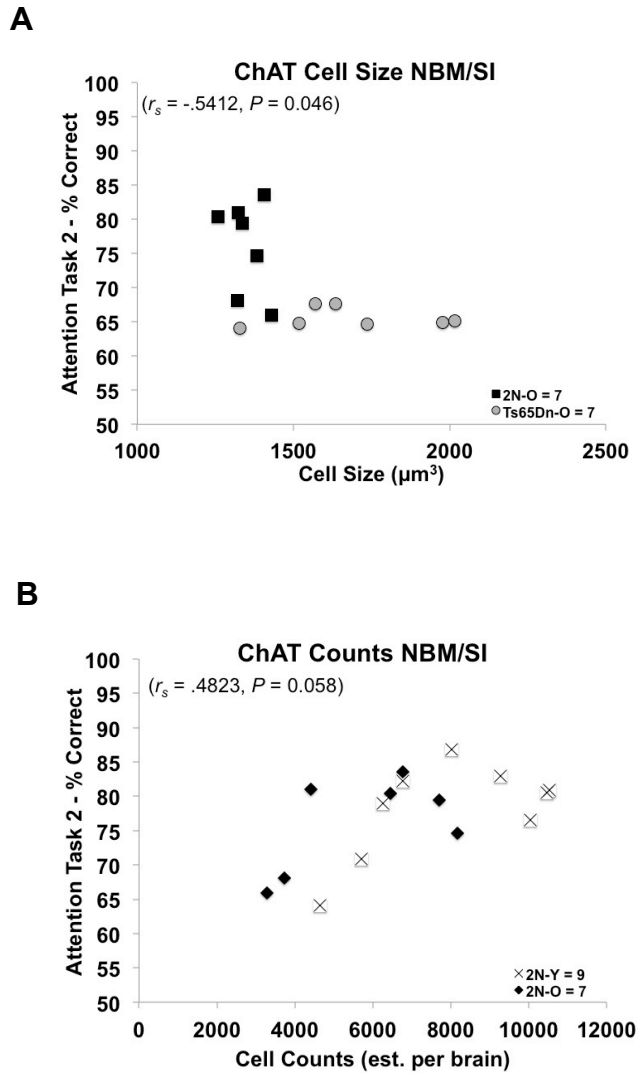 A
ChAT Cell Size NBM/SI
(rs = -.5412, P = 0.046)
Attention Task 2 - % Correct
100
95
90
85
80
75
70
65
60
55
50
1000
1500
2000
2500
Cell Size (µm³)
2N-O = 7
Ts65Dn-O = 7
B
ChAT Counts NBM/SI
(rs = .4823, P = 0.058)
Attention Task 2 - % Correct
100
95
90
85
80
75
70
65
60
55
50
0
2000
4000
6000
8000
10000
12000
Cell Counts (est. per brain)
2N-Y = 9
2N-O = 7